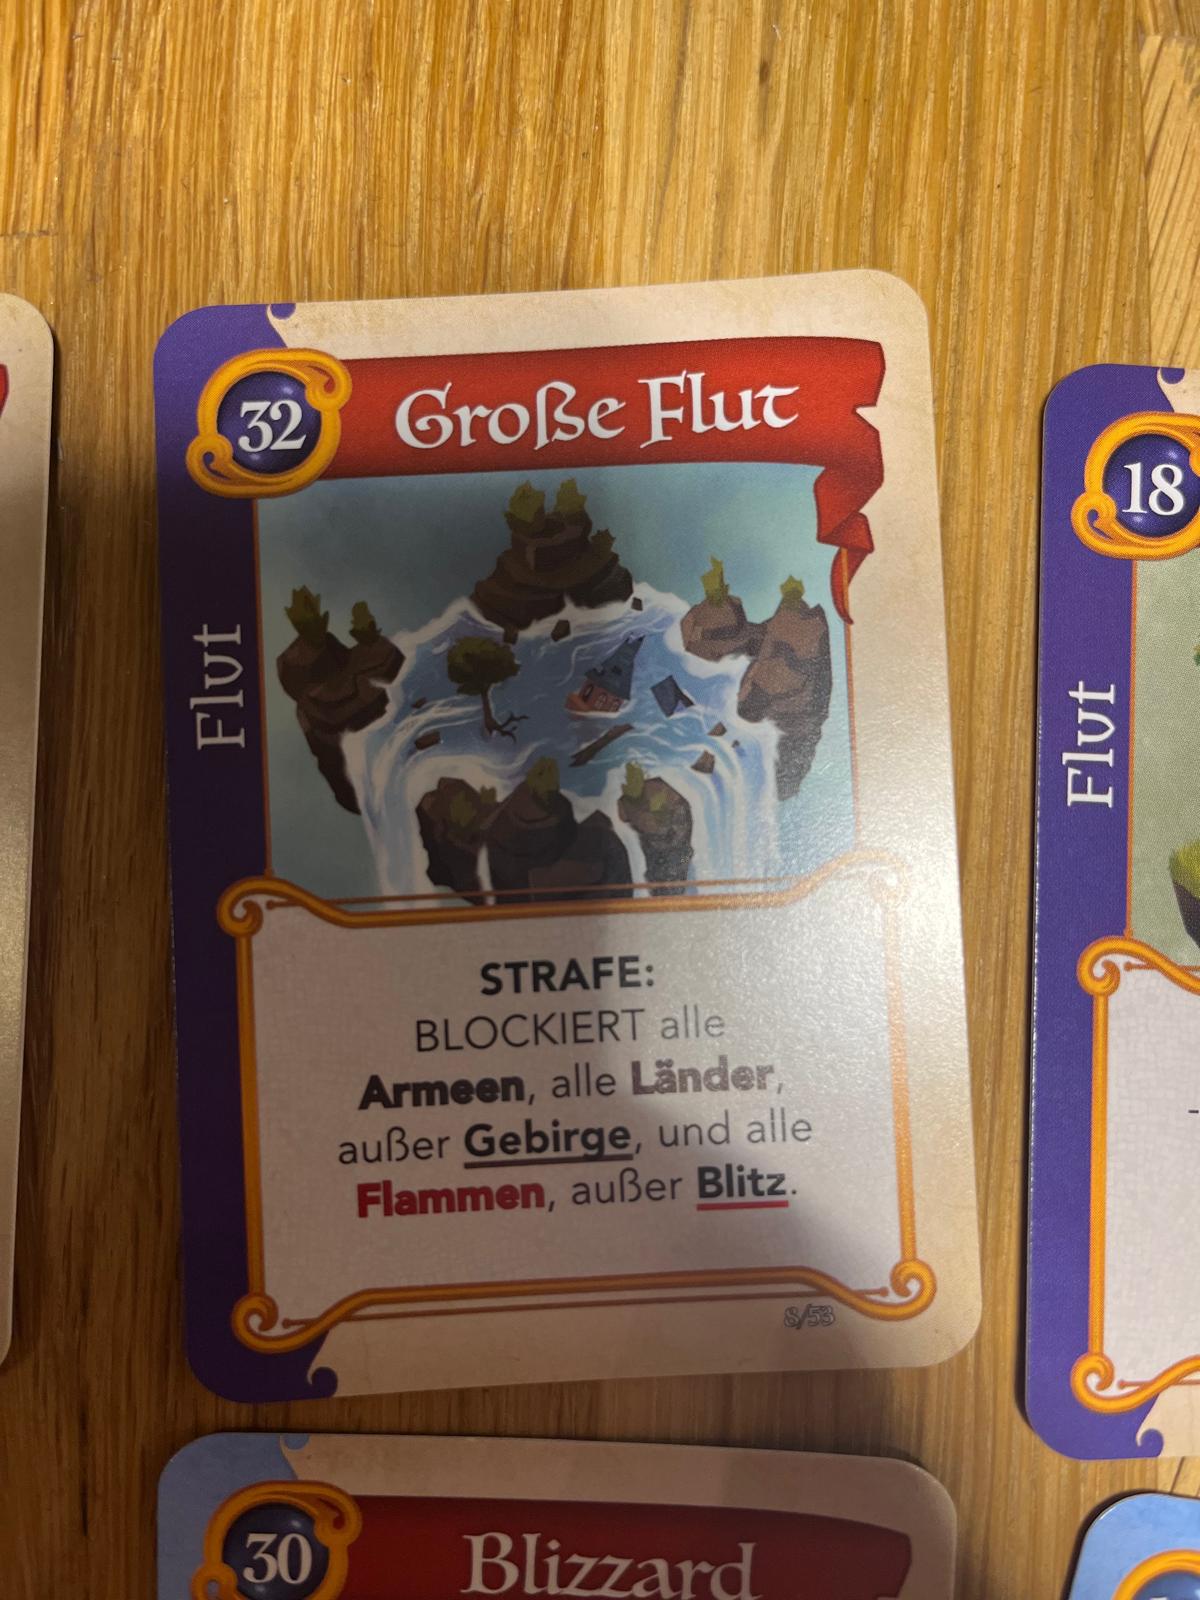 32
Große Flut
Flut
STRAFE:
BLOCKIERT alle
Armeen, alle Länder,
außer Gebirge, und alle
Flammen, außer Blitz.
8/53
18
Flut
30
Blizzard